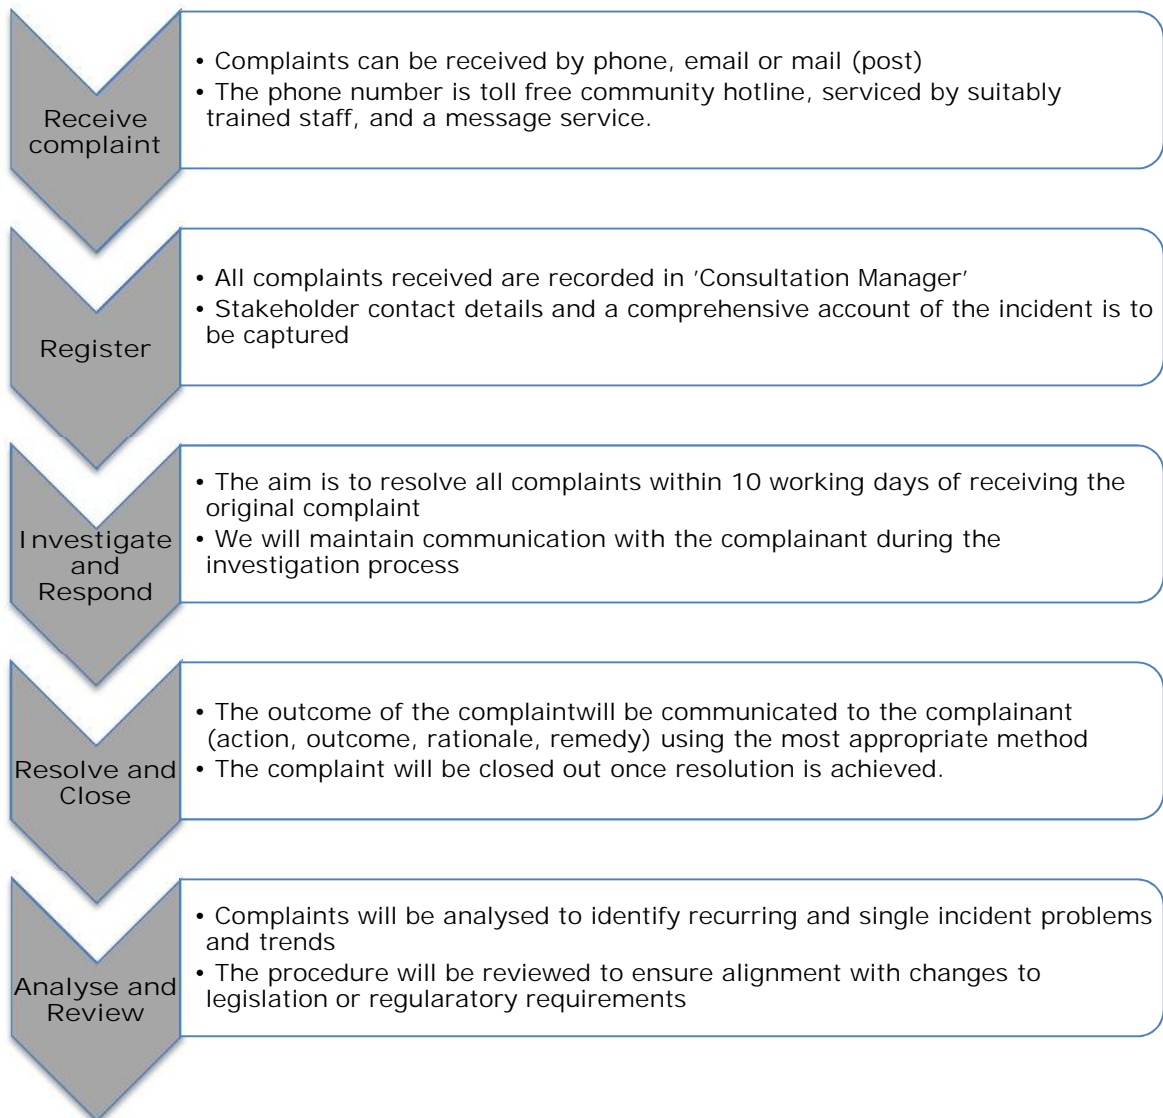 Receive
complaint
• Complaints can be received by phone, email or mail (post)
• The phone number is toll free community hotline, serviced by suitably
trained staff, and a message service.
Register
• All complaints received are recorded in 'Consultation Manager'
• Stakeholder contact details and a comprehensive account of the incident is to
be captured
Investigate
and
Respond
• The aim is to resolve all complaints within 10 working days of receiving the
original complaint
• We will maintain communication with the complainant during the
investigation process
Resolve and
Close
• The outcome of the complaintwill be communicated to the complainant
(action, outcome, rationale, remedy) using the most appropriate method
• The complaint will be closed out once resolution is achieved.
Analyse and
Review
• Complaints will be analysed to identify recurring and single incident problems
and trends
• The procedure will be reviewed to ensure alignment with changes to
legislation or regularatory requirements